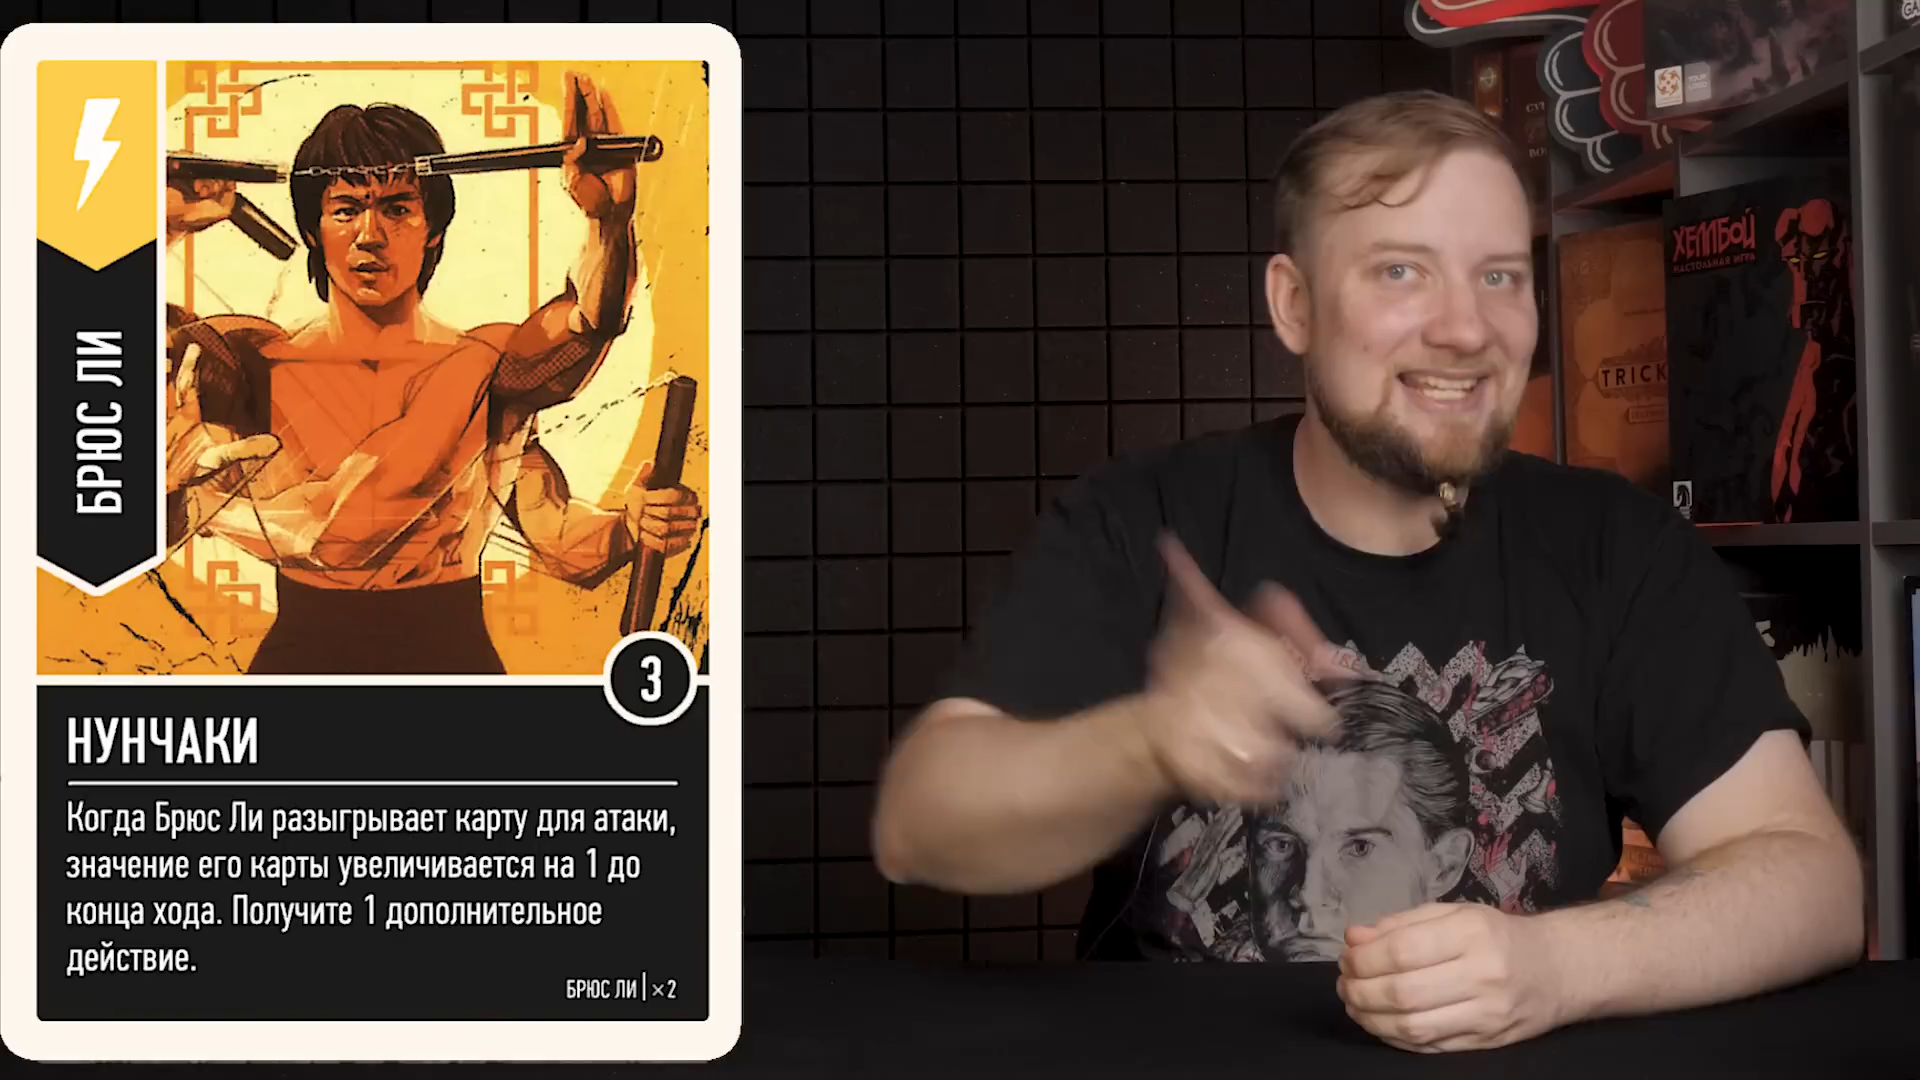 БРЮС ЛИ
3
НУНЧАКИ
Когда Брюс Ли разыгрывает карту для атаки,
значение его карты увеличивается на 1 до
конца хода. Получите 1 дополнительное
действие.
БРЮС ЛИ | ×2
ХЕЛЛБОЙ
НАСТОЛЬНАЯ ИГРА
TRICK